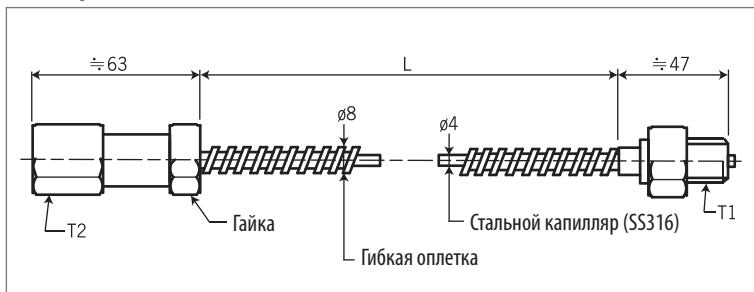 ≒63
L
≒47
ø8
ø4
T2
Гайка
Стальной капилляр (SS316)
T1
Гибкая оплетка